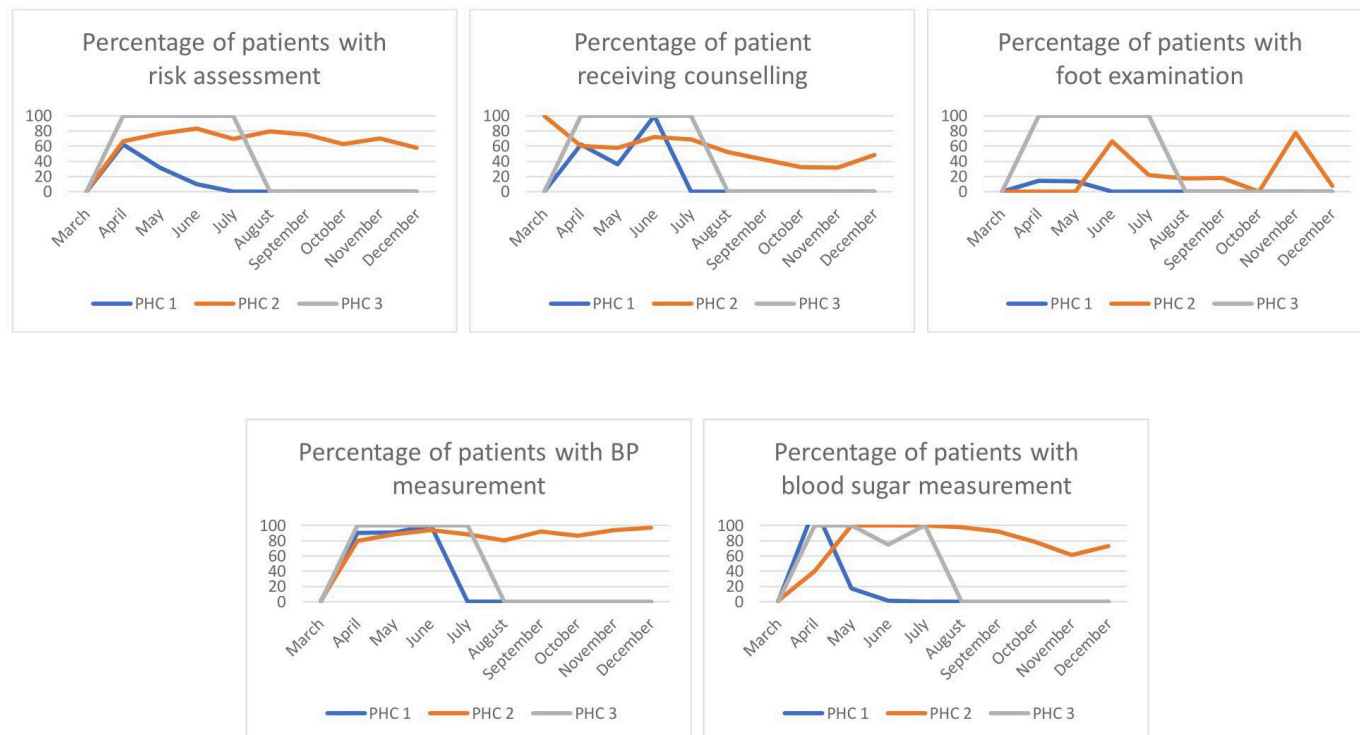 Percentage of patients with
risk assessment
100
80
60
40
20
0
March
April
May
June
July
August
September
October
November
December
PHC 1 PHC 2 PHC 3
Percentage of patient
receiving counselling
100
80
60
40
20
0
March
April
May
June
July
August
September
October
November
December
PHC 1 PHC 2 PHC 3
Percentage of patients with
foot examination
100
80
60
40
20
0
March
April
May
June
July
August
September
October
November
December
PHC 1 PHC 2 PHC 3
Percentage of patients with BP
measurement
100
80
60
40
20
0
March
April
May
June
July
August
September
October
November
December
PHC 1 PHC 2 PHC 3
Percentage of patients with
blood sugar measurement
100
80
60
40
20
0
March
April
May
June
July
August
September
October
November
December
PHC 1 PHC 2 PHC 3